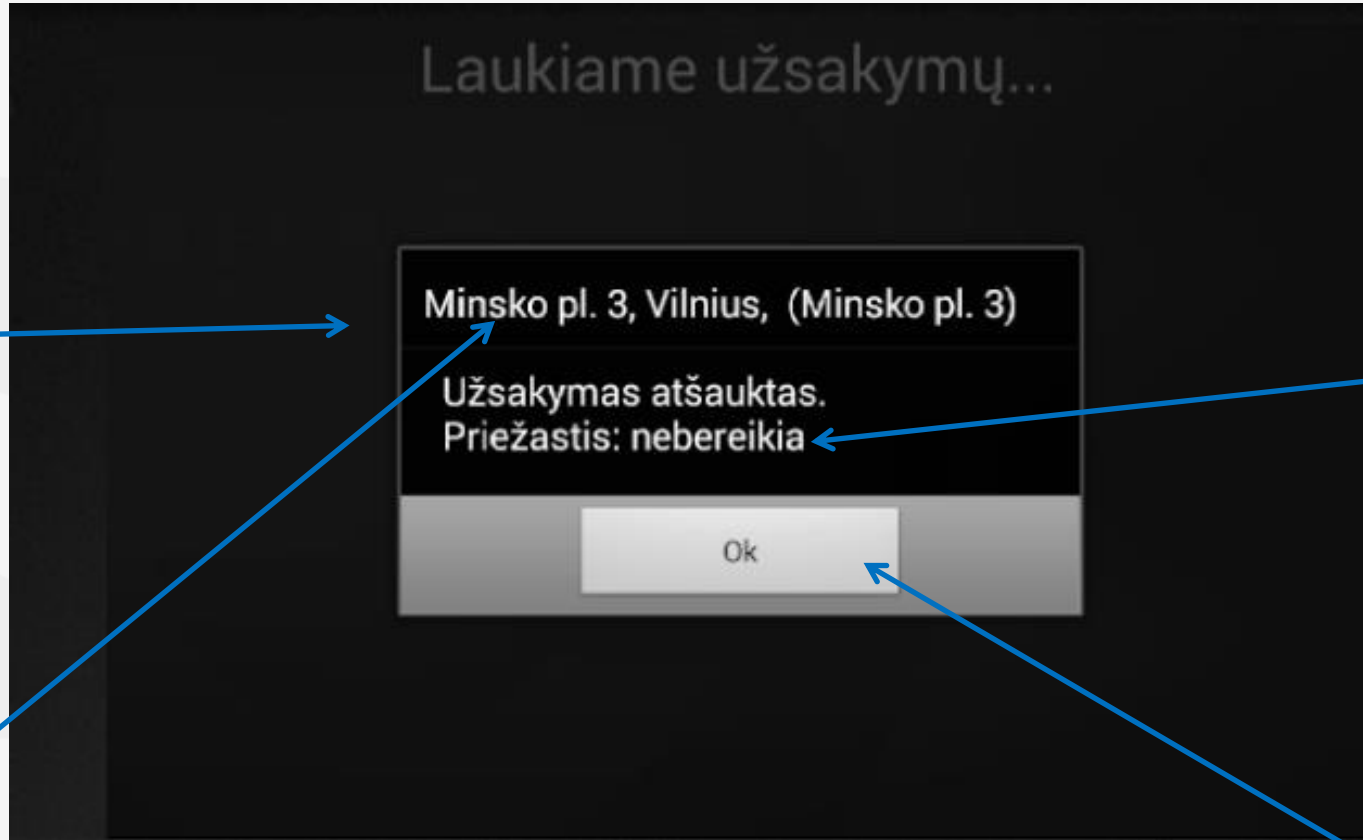 Laukiame užsakymų...
Minsko pl. 3, Vilnius,  (Minsko pl. 3)
Užsakymas atšauktas.
Priežastis: nebereikia
Ok